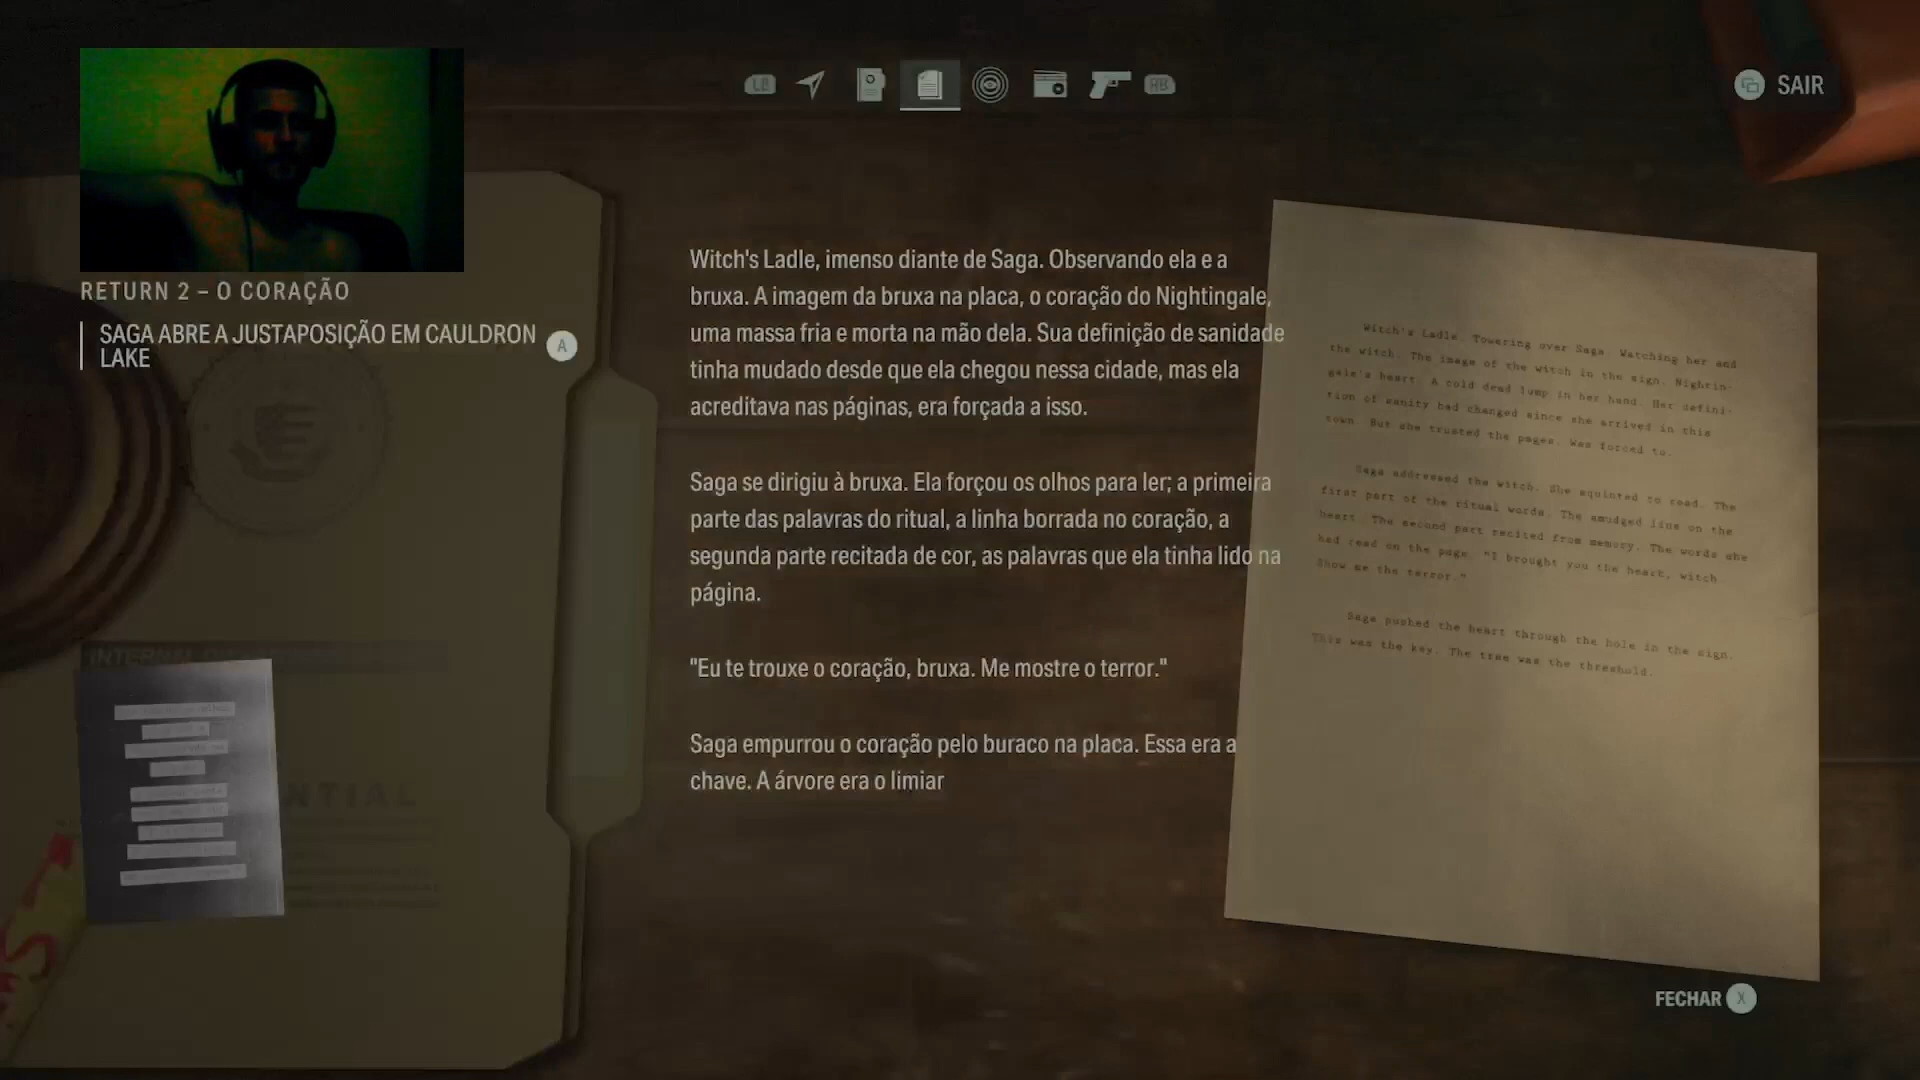 LB
RB
SAIR
RETURN 2 – O CORAÇÃO
SAGA ABRE A JUSTAPOSIÇÃO EM CAULDRON
LAKE
A
Witch's Ladle, imenso diante de Saga. Observando ela e a
bruxa. A imagem da bruxa na placa, o coração do Nightingale,
uma massa fria e morta na mão dela. Sua definição de sanidade
tinha mudado desde que ela chegou nessa cidade, mas ela
acreditava nas páginas, era forçada a isso.
Saga se dirigiu à bruxa. Ela forçou os olhos para ler; a primeira
parte das palavras do ritual, a linha borrada no coração, a
segunda parte recitada de cor, as palavras que ela tinha lido na
página.
"Eu te trouxe o coração, bruxa. Me mostre o terror."
Saga empurrou o coração pelo buraco na placa. Essa era a
chave. A árvore era o limiar
Witch's Ladle. Towering over Saga. Watching her and
the witch. The image of the witch in the sign. Nightin-
gale's heart. A cold dead lump in her hand. Her defini-
tion of sanity had changed since she arrived in this
town. But she trusted the pages. Was forced to.
Saga addressed the witch. She squinted to read. The
first part of the ritual words. The smudged line on the
heart. The second part recited from memory. The words she
had read on the page. "I brought you the heart, witch.
Show me the terror."
Saga pushed the heart through the hole in the sign.
This was the key. The tree was the threshold.
INTERNAL
NTIAL
FECHAR X